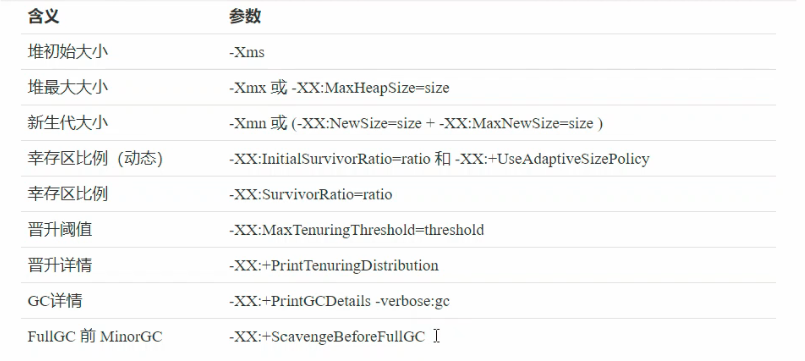 含义 参数
堆初始大小 -Xms
堆最大大小 -Xmx 或 -XX:MaxHeapSize=size
新生代大小 -Xmn 或 (-XX:NewSize=size + -XX:MaxNewSize=size )
幸存区比例（动态） -XX:InitialSurvivorRatio=ratio 和 -XX:+UseAdaptiveSizePolicy
幸存区比例 -XX:SurvivorRatio=ratio
晋升阈值 -XX:MaxTenuringThreshold=threshold
晋升详情 -XX:+PrintTenuringDistribution
GC详情 -XX:+PrintGCDetails -verbose:gc
FullGC 前 MinorGC -XX:+ScavengeBeforeFullGC